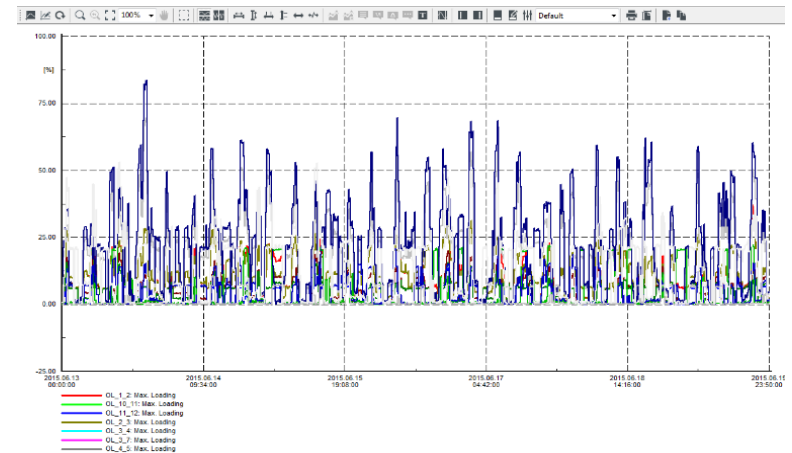 100% Default
100.00
[%]
75.00
50.00
25.00
0.00
-25.00
2015.06.13 2015.06.14 2015.06.15 2015.06.17 2015.06.18 2015.06.19
00:00:00 09:34:00 19:08:00 04:42:00 14:16:00 23:50:00
OL_1_2: Max. Loading
OL_10_11: Max. Loading
OL_11_12: Max. Loading
OL_2_3: Max. Loading
OL_3_4: Max. Loading
OL_3_7: Max. Loading
OL_4_5: Max. Loading